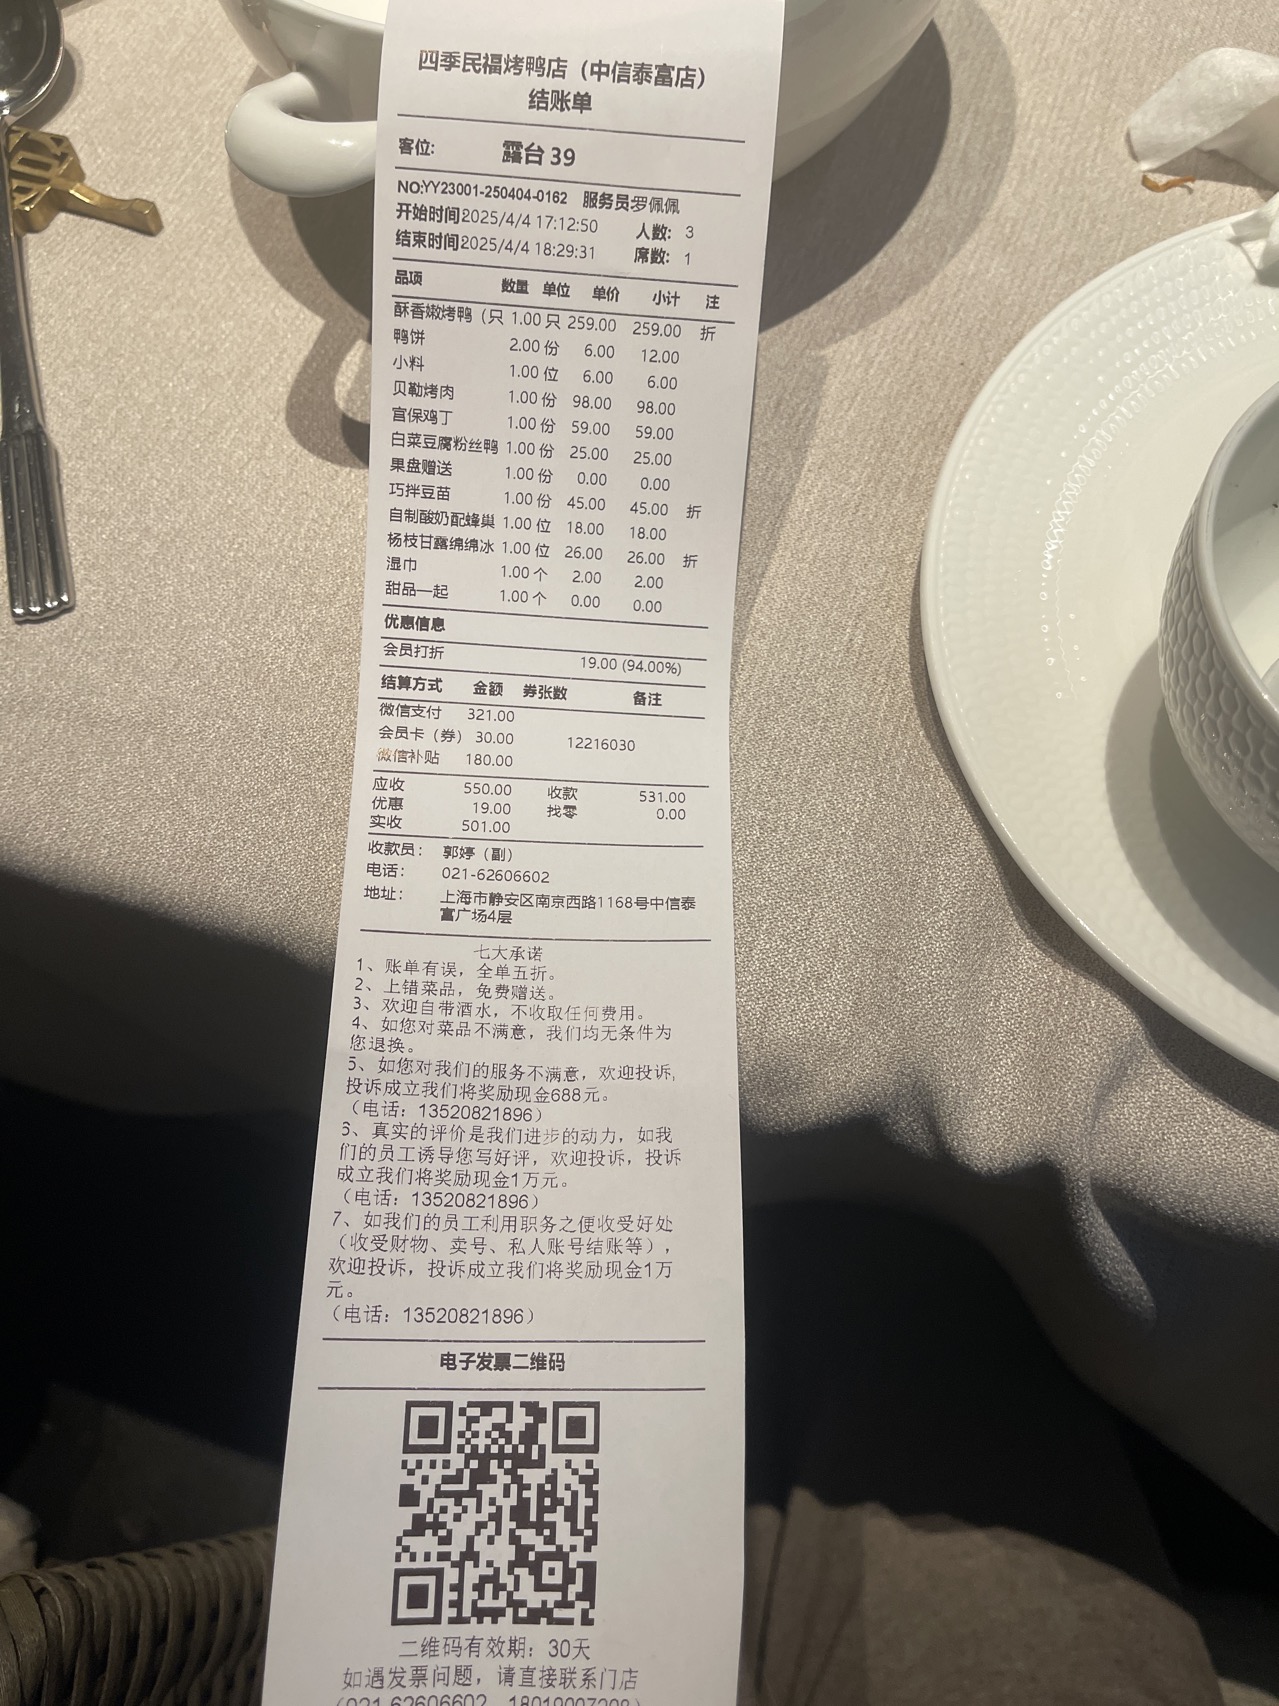 四季民福烤鸭店（中信泰富店）
结账单
客位: 露台 39
NO:YY23001-250404-0162 服务员:罗佩佩
开始时间:2025/4/4 17:12:50 人数: 3
结束时间:2025/4/4 18:29:31 席数: 1
品项 数量 单位 单价 小计 注
酥香嫩烤鸭（只 1.00 只 259.00 259.00 折
鸭饼 2.00 份 6.00 12.00
小料 1.00 位 6.00 6.00
贝勒烤肉 1.00 份 98.00 98.00
宫保鸡丁 1.00 份 59.00 59.00
白菜豆腐粉丝鸭 1.00 份 25.00 25.00
果盘赠送 1.00 份 0.00 0.00
巧拌豆苗 1.00 份 45.00 45.00 折
自制酸奶配蜂巢 1.00 位 18.00 18.00
杨枝甘露绵绵冰 1.00 位 26.00 26.00 折
湿巾 1.00 个 2.00 2.00
甜品一起 1.00 个 0.00 0.00
优惠信息
会员打折 19.00 (94.00%)
结算方式 金额 券张数 备注
微信支付 321.00
会员卡（券） 30.00 12216030
微信补贴 180.00
应收 550.00 收款 531.00
优惠 19.00 找零 0.00
实收 501.00
收款员: 郭婷（副）
电话: 021-62606602
地址: 上海市静安区南京西路1168号中信泰
富广场4层
七大承诺
1、账单有误，全单五折。
2、上错菜品，免费赠送。
3、欢迎自带酒水，不收取任何费用。
4、如您对菜品不满意，我们均无条件为
您退换。
5、如您对我们的服务不满意，欢迎投诉,
投诉成立我们将奖励现金688元。
（电话：13520821896）
6、真实的评价是我们进步的动力，如我
们的员工诱导您写好评，欢迎投诉，投诉
成立我们将奖励现金1万元。
（电话：13520821896）
7、如我们的员工利用职务之便收受好处
（收受财物、卖号、私人账号结账等），
欢迎投诉，投诉成立我们将奖励现金1万
元。
（电话：13520821896）
电子发票二维码
二维码有效期：30天
如遇发票问题，请直接联系门店
（021-62606602